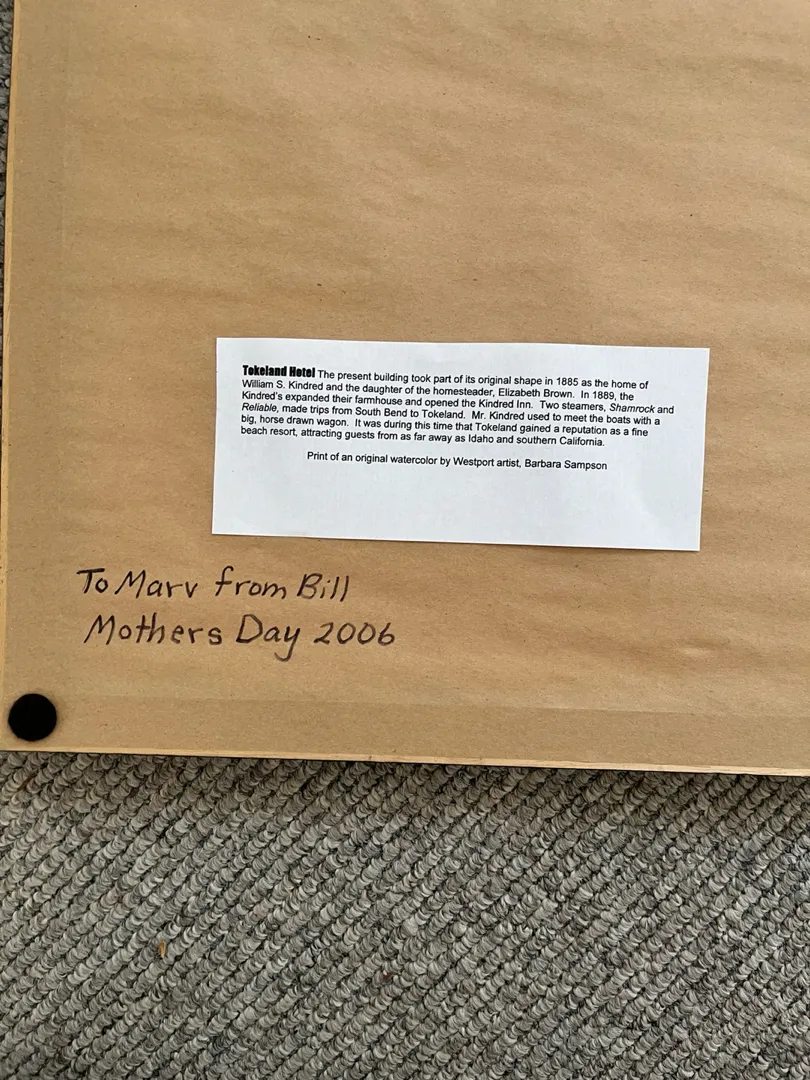 Tokeland Hotel The present building took part of its original shape in 1885 as the home of
William S. Kindred and the daughter of the homesteader, Elizabeth Brown. In 1889, the
Kindred's expanded their farmhouse and opened the Kindred Inn. Two steamers, Shamrock and
Reliable, made trips from South Bend to Tokeland. Mr. Kindred used to meet the boats with a
big, horse drawn wagon. It was during this time that Tokeland gained a reputation as a fine
beach resort, attracting guests from as far away as Idaho and southern California.
Print of an original watercolor by Westport artist, Barbara Sampson
To Marv from Bill
Mothers Day 2006